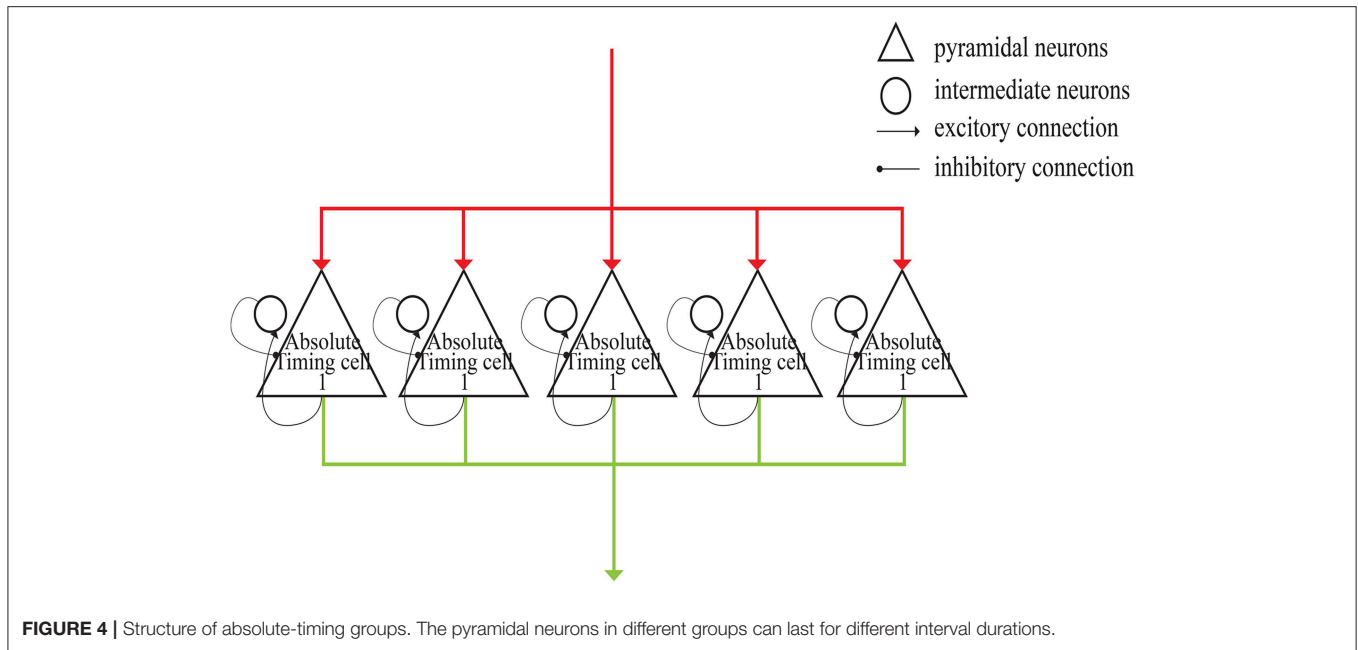 pyramidal neurons
intermediate neurons
excitory connection
inhibitory connection
Absolute
Timing cell
1
Absolute
Timing cell
1
Absolute
Timing cell
1
Absolute
Timing cell
1
Absolute
Timing cell
1
FIGURE 4 | Structure of absolute-timing groups. The pyramidal neurons in different groups can last for different interval durations.